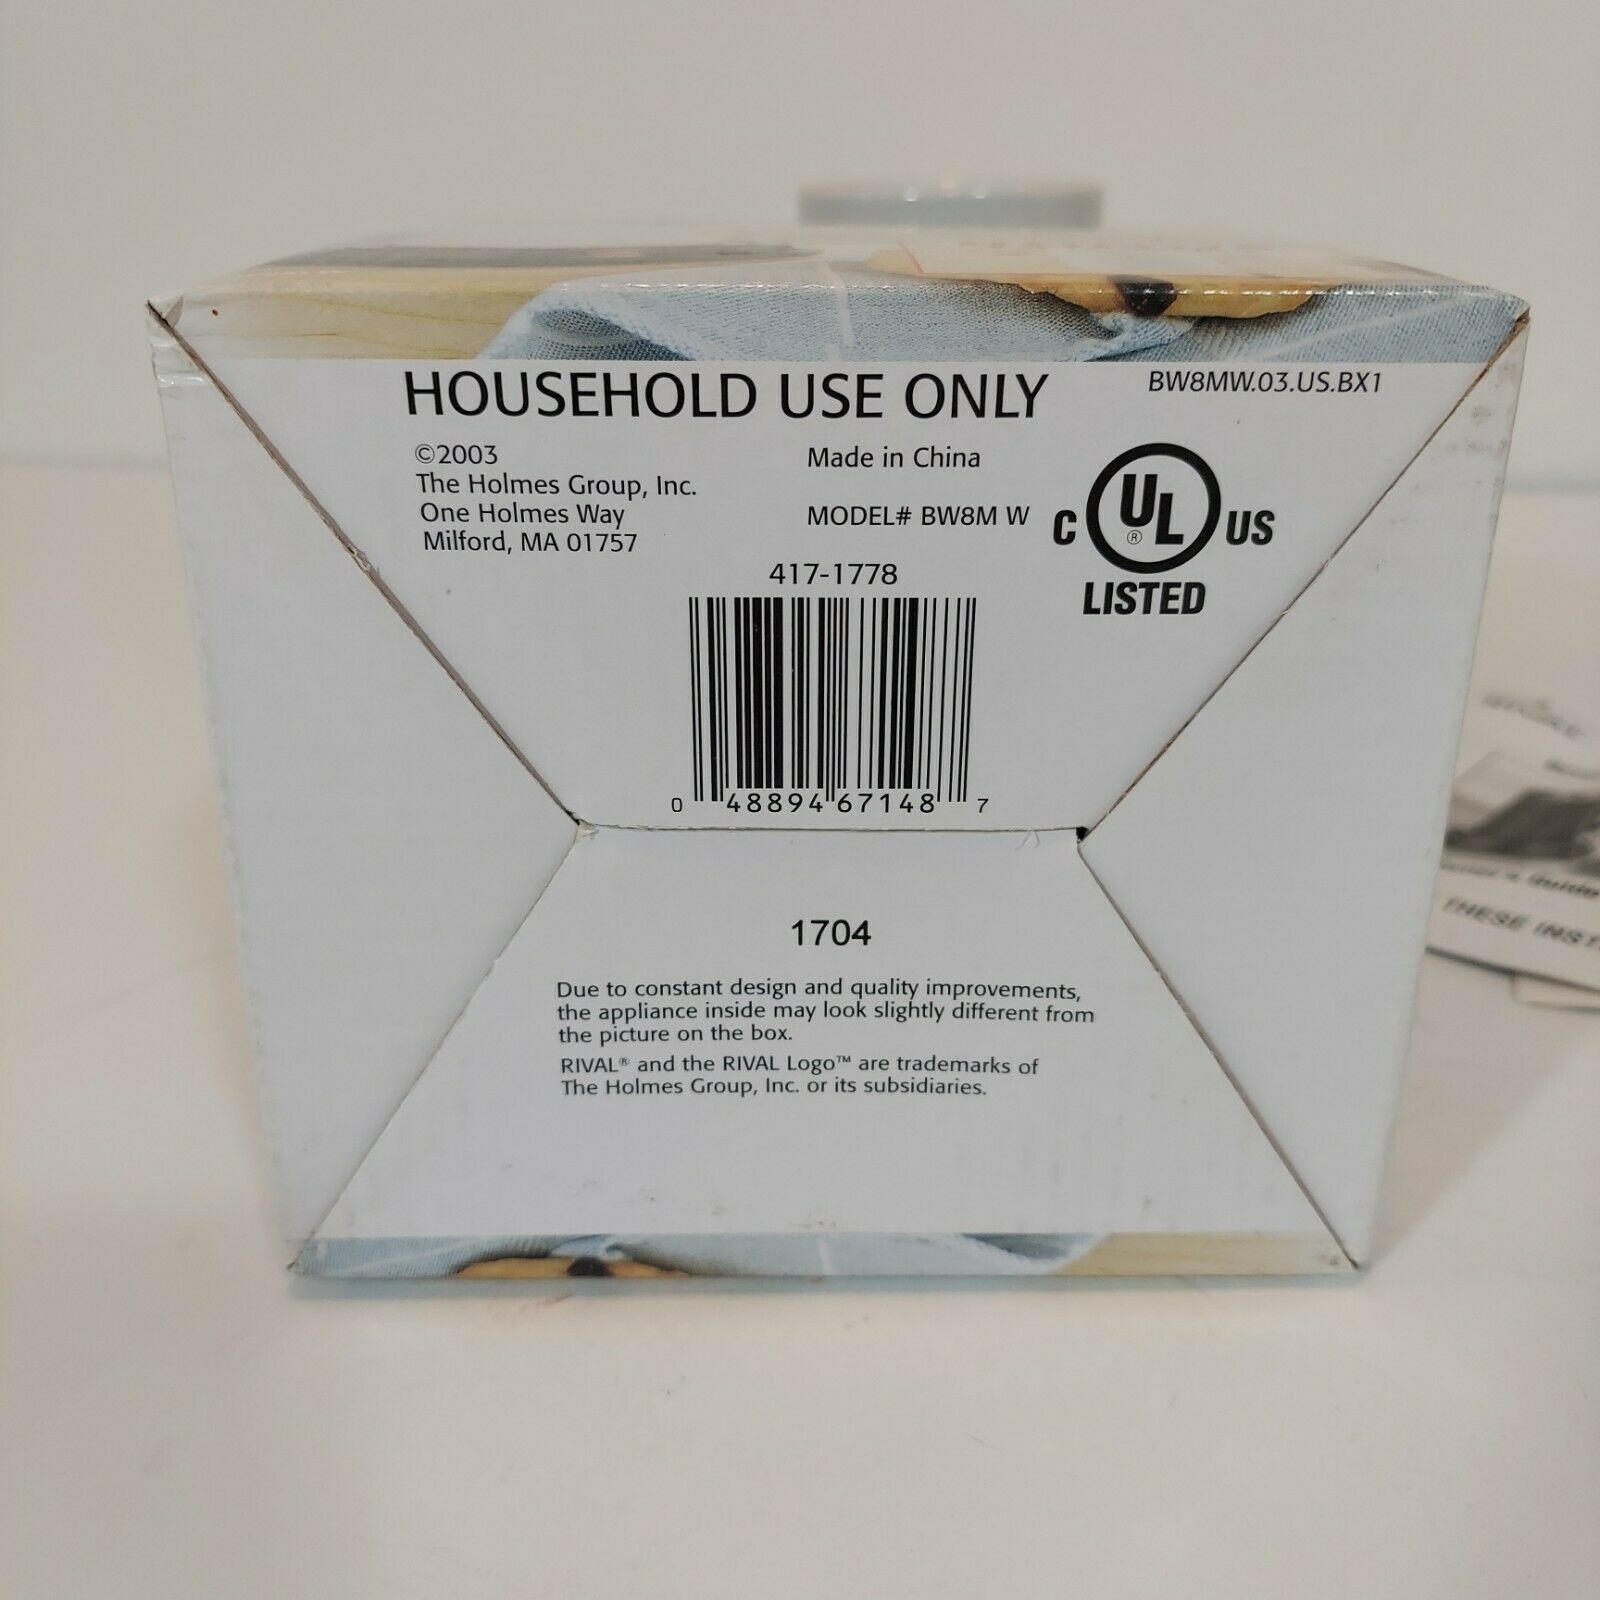 HOUSEHOLD USE ONLY
BW8MW.03.US.BX1
©2003
The Holmes Group, Inc.
One Holmes Way
Milford, MA 01757
Made in China
MODEL# BW8M W
C UL® US
LISTED
417-1778
0 48894 67148 7
1704
Due to constant design and quality improvements,
the appliance inside may look slightly different from
the picture on the box.
RIVAL® and the RIVAL Logo™ are trademarks of
The Holmes Group, Inc. or its subsidiaries.
Guide
THESE INST